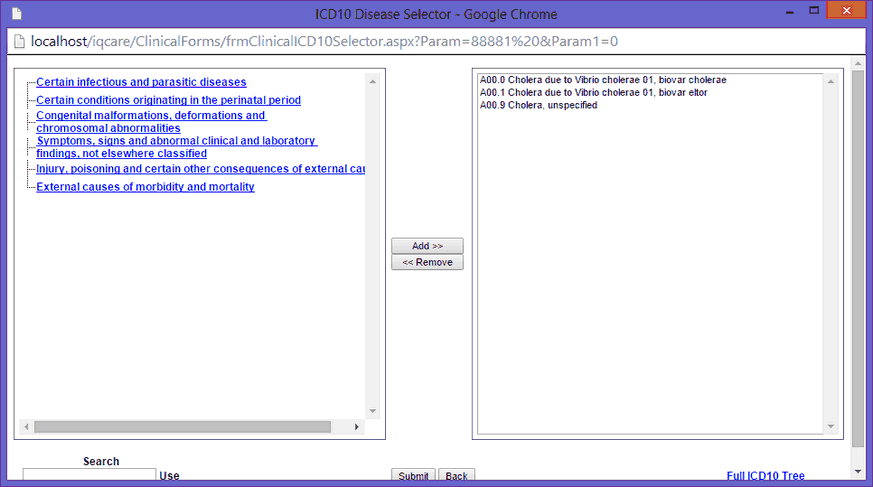 ICD10 Disease Selector - Google Chrome
localhost/iqcare/ClinicalForms/frmClinicalICD10Selector.aspx?Param=88881%20&Param1=0
Certain infectious and parasitic diseases
Certain conditions originating in the perinatal period
Congenital malformations, deformations and
chromosomal abnormalities
Symptoms, signs and abnormal clinical and laboratory
findings, not elsewhere classified
Injury, poisoning and certain other consequences of external cau
External causes of morbidity and mortality
A00.0 Cholera due to Vibrio cholerae 01, biovar cholerae
A00.1 Cholera due to Vibrio cholerae 01, biovar eltor
A00.9 Cholera, unspecified
Add >>
<< Remove
Search
Use
Submit
Back
Full ICD10 Tree